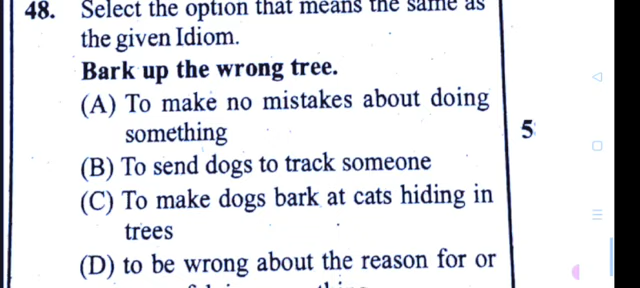 48. Select the option that means the same as
the given Idiom.
Bark up the wrong tree.
(A) To make no mistakes about doing
something
(B) To send dogs to track someone
(C) To make dogs bark at cats hiding in
trees
(D) to be wrong about the reason for or
5